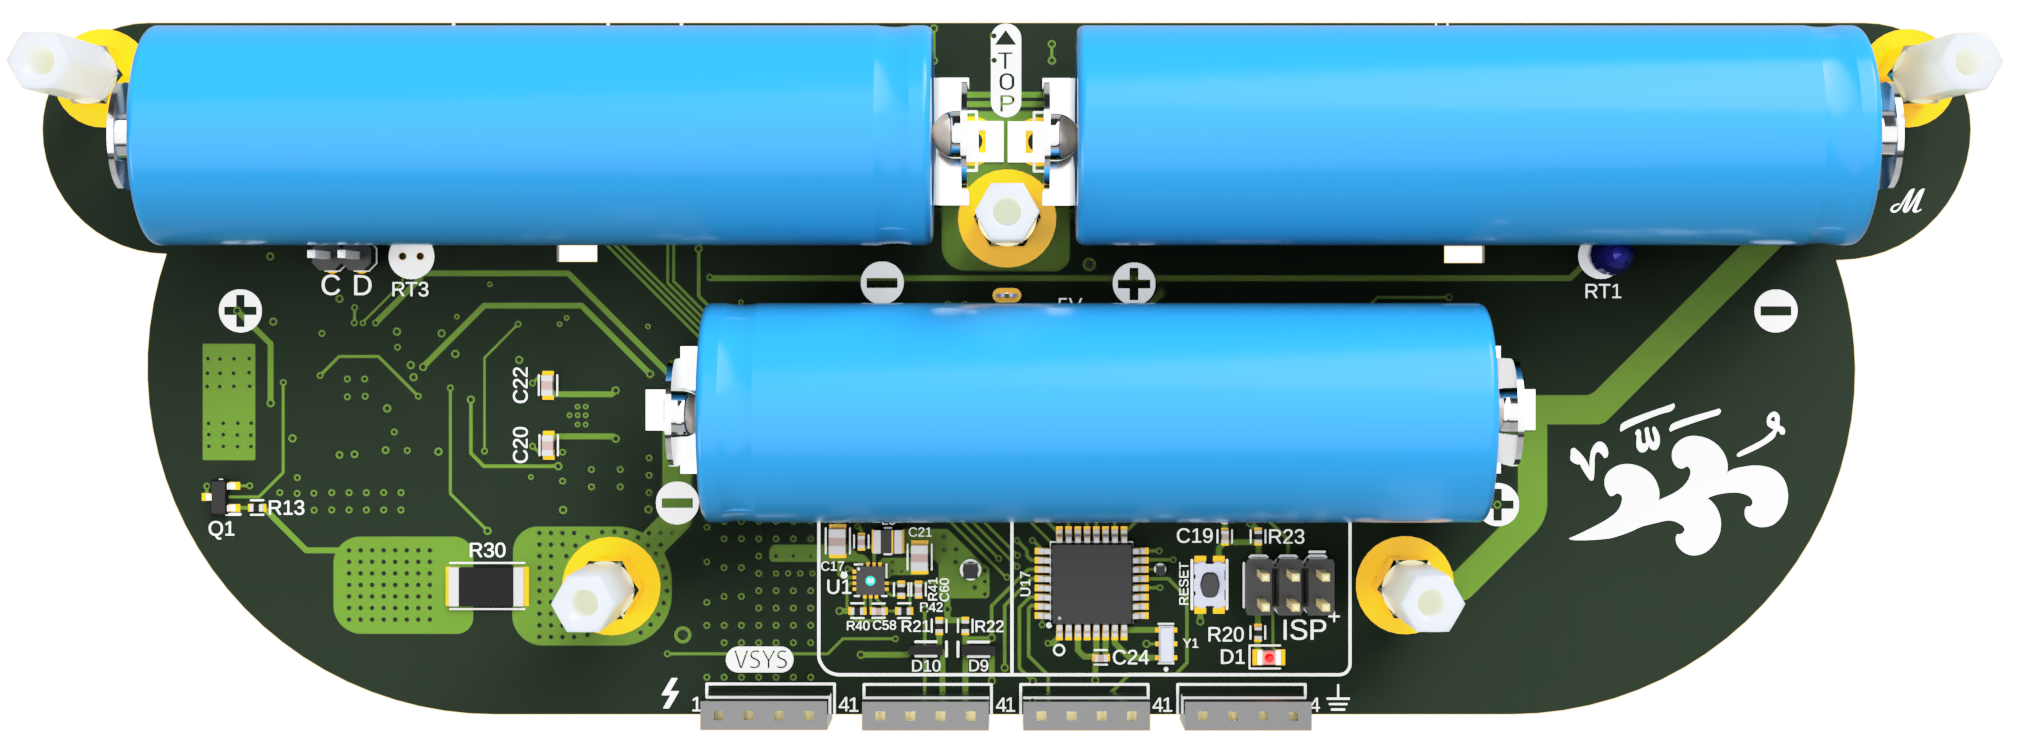 TOP
C D
RT3
RT1
5V
C22
C20
Q1
R13
R30
C21
C17
U1
R41
C60
R42
R40
C58
R21
R22
D10
D9
U17
C19
R23
RESET
ISP+
R20
D1
Y1
C24
VSYS
1
41
41
41
4